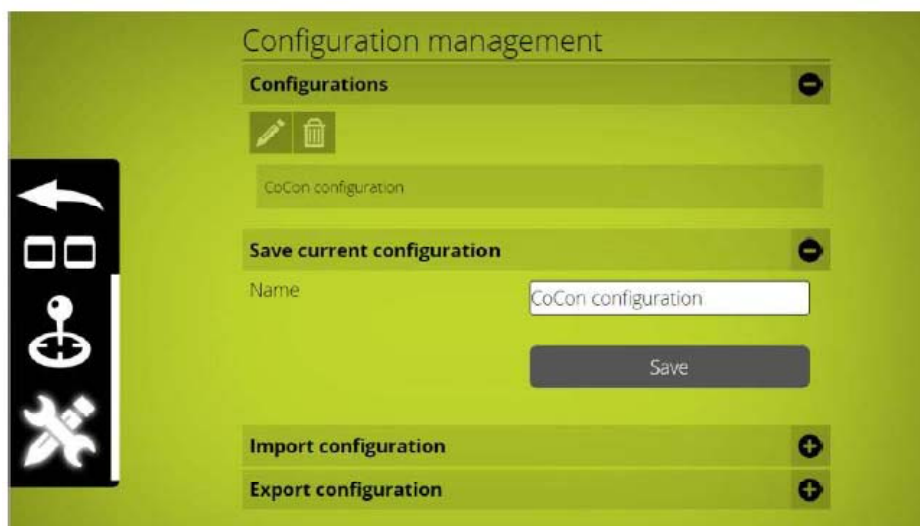 Configuration management
Configurations
CoCon configuration
Save current configuration
Name
CoCon configuration
Save
Import configuration
Export configuration